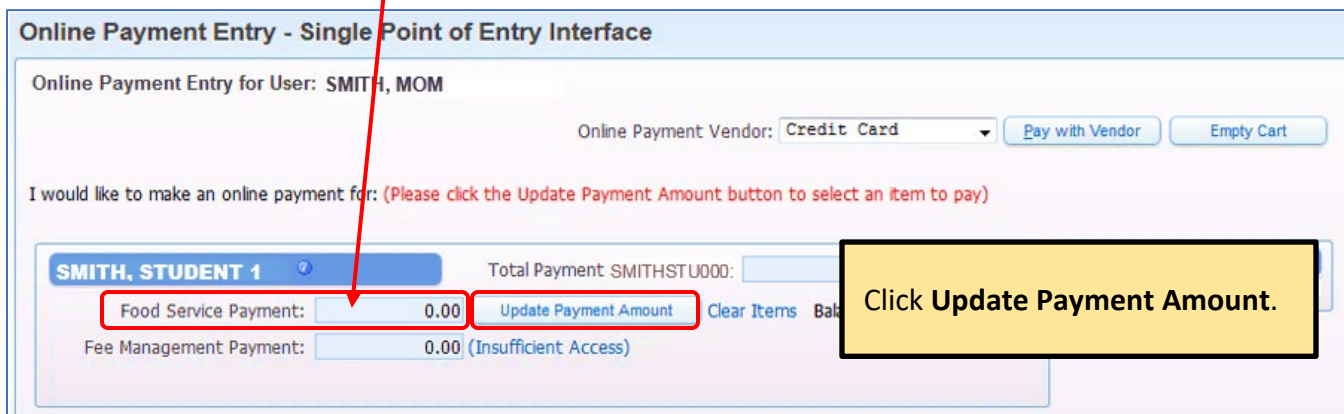 Online Payment Entry - Single Point of Entry Interface
Online Payment Entry for User: SMITH, MOM
Online Payment Vendor: Credit Card Pay with Vendor Empty Cart
I would like to make an online payment for: (Please click the Update Payment Amount button to select an item to pay)
SMITH, STUDENT 1 Total Payment SMITHSTU000:
Food Service Payment: 0.00 Update Payment Amount Clear Items
Click Update Payment Amount.
Fee Management Payment: 0.00 (Insufficient Access)